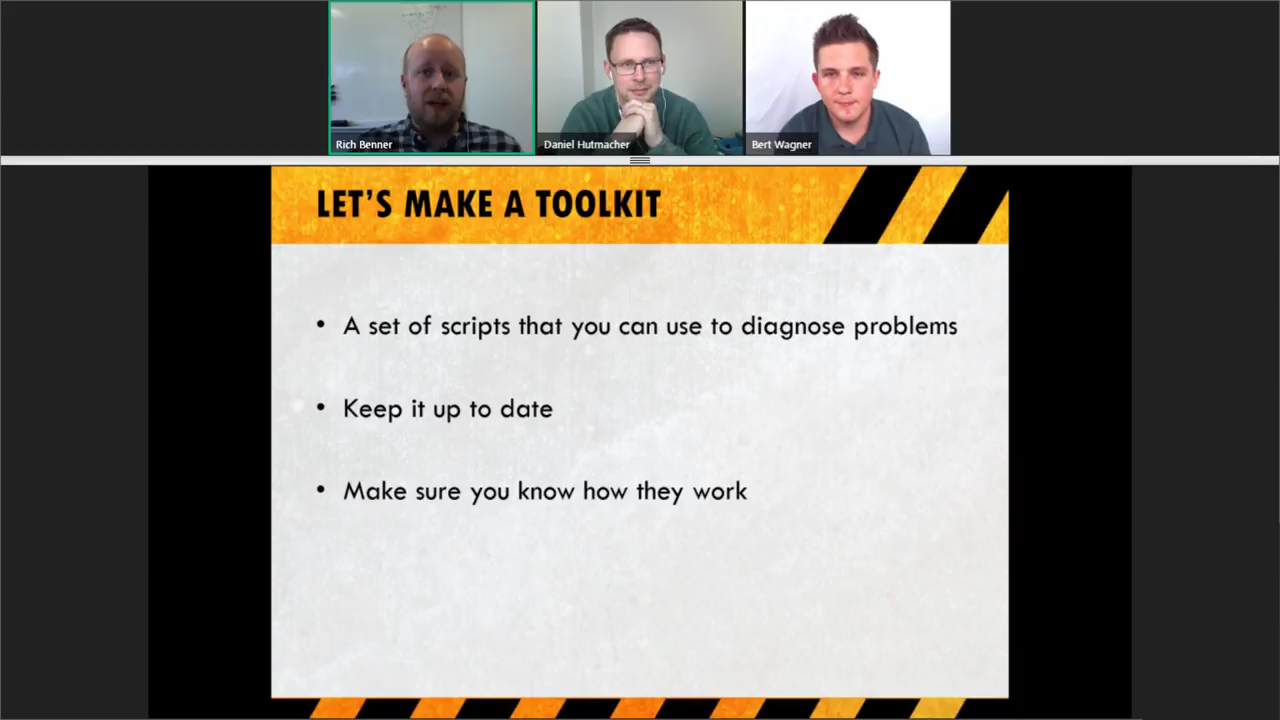 Rich Benner
Daniel Hutmacher
Bert Wagner
LET'S MAKE A TOOLKIT
• A set of scripts that you can use to diagnose problems
• Keep it up to date
• Make sure you know how they work